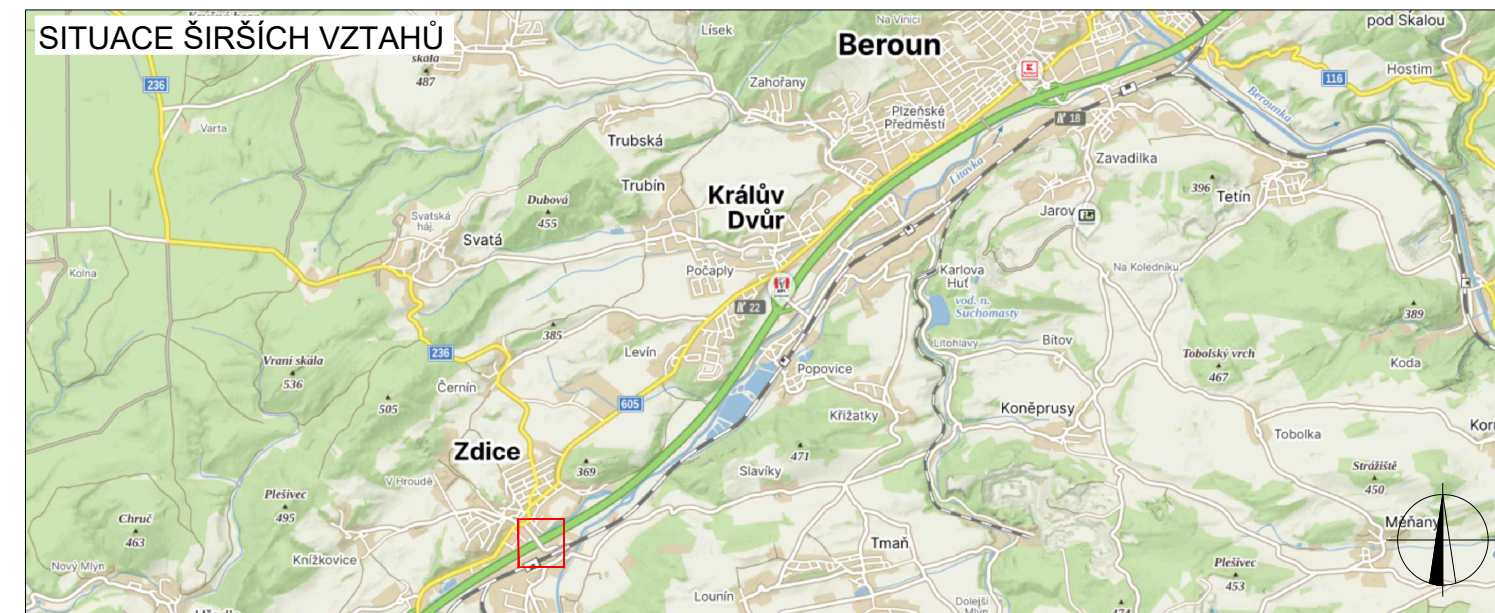 SITUACE ŠIRŠÍCH VZTAHŮ
skala
487
236
Varta
Lísek
Na Vinici
Beroun
pod Skalou
Hostim
116
Zahořany
Plzeňské
Předměstí
18
Berounka
Litavka
Zavadilka
Trubská
Trubín
Dubová
455
Králův
Dvůr
396
Tetín
Jarov
Svatská
háj.
Svatá
Kolna
Počaply
Karlova
Huť
Na Koledníku
vod. n.
Suchomasty
22
385
389
Vraní skála
536
236
Černín
Levín
Litohlavy
Bítov
Tobolský vrch
467
Koda
Popovice
505
605
Křižatky
Koněprusy
Tobolka
Zdice
369
471
Slavíky
Strážiště
450
V Hroudě
Plešivec
495
Chruč
463
Měňany
Nový Mlýn
Knížkovice
Tmaň
Plešivec
453
Lounín
Dolejší
Mlýn
474